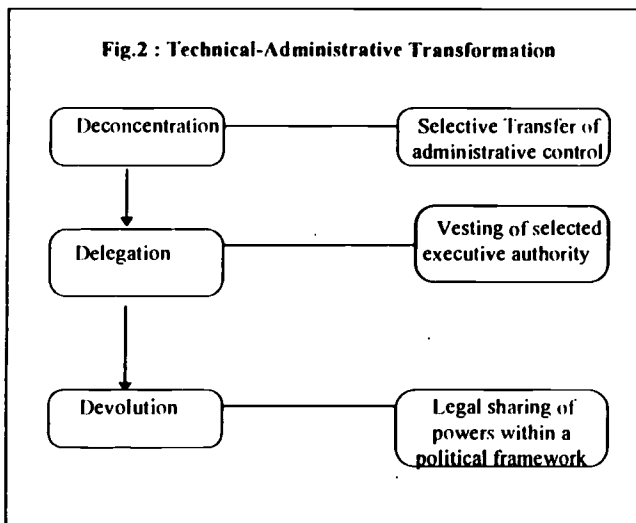 Fig.2 : Technical-Administrative Transformation
Deconcentration
Selective Transfer of
administrative control
Delegation
Vesting of selected
executive authority
Devolution
Legal sharing of
powers within a
political framework